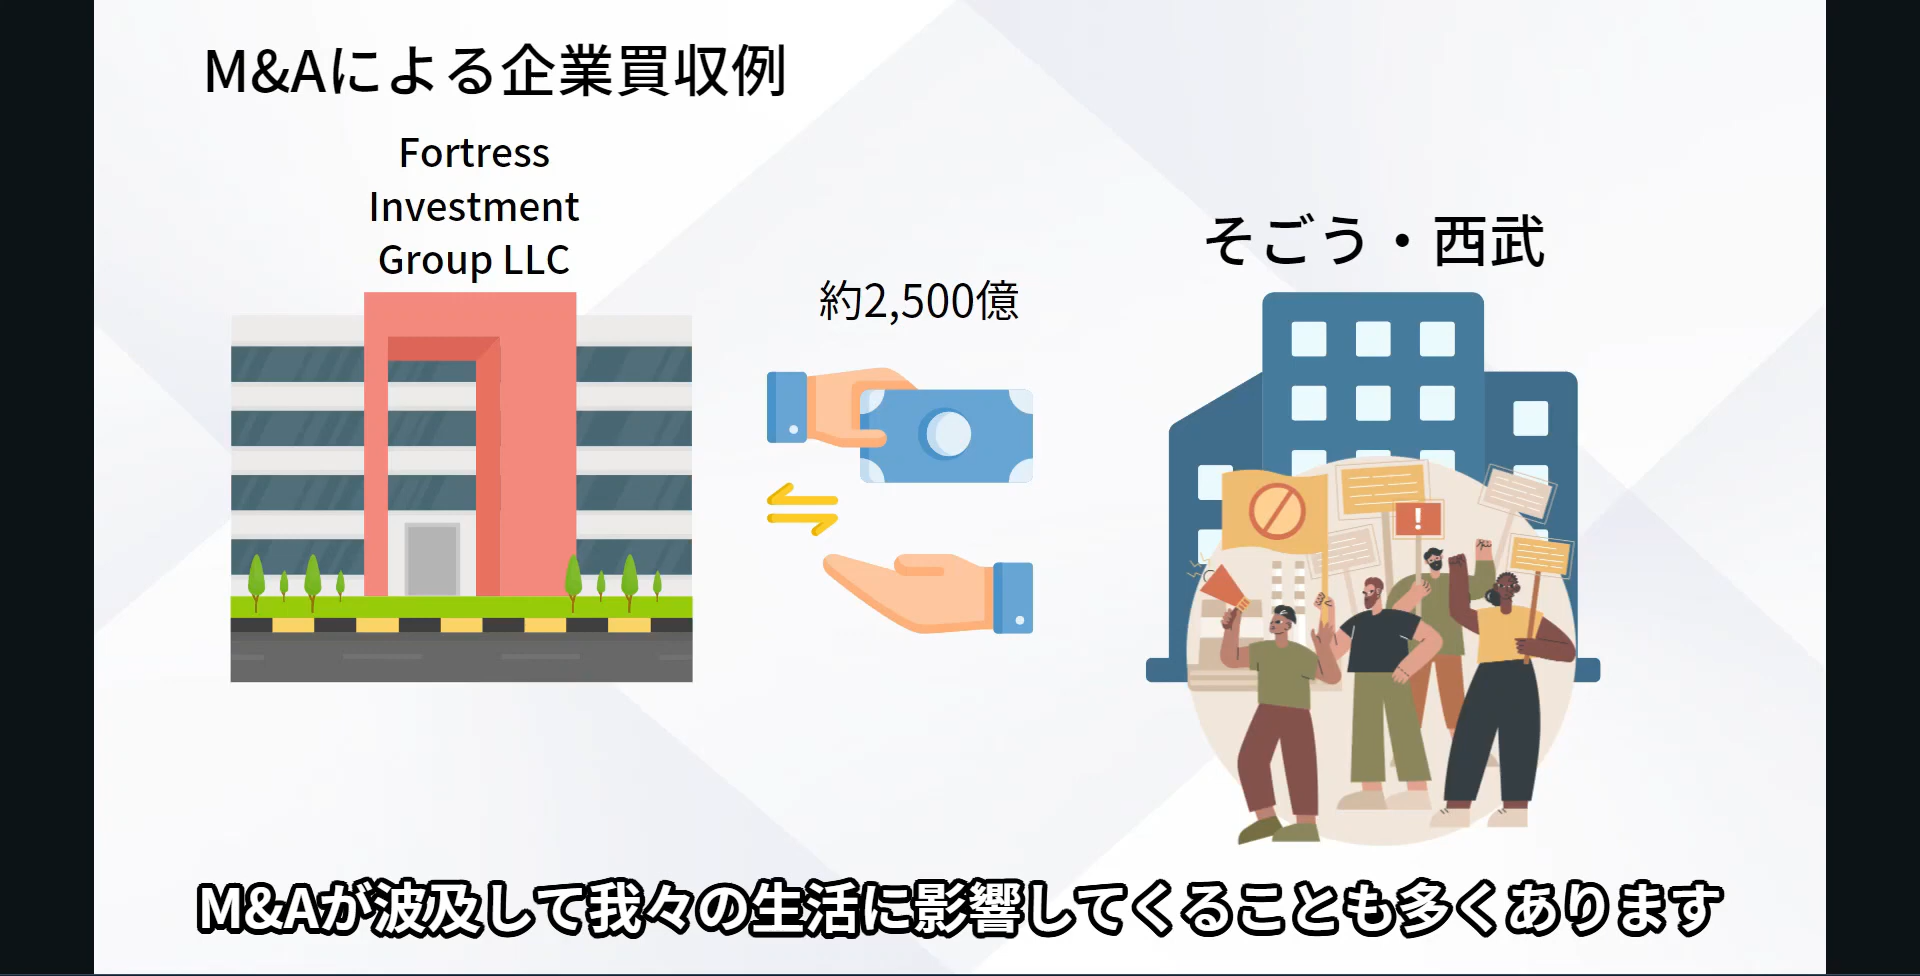 M&Aによる企業買収例
Fortress
Investment
Group LLC
約2,500億
そごう・西武
!
M&Aが波及して我々の生活に影響してくることも多くあります